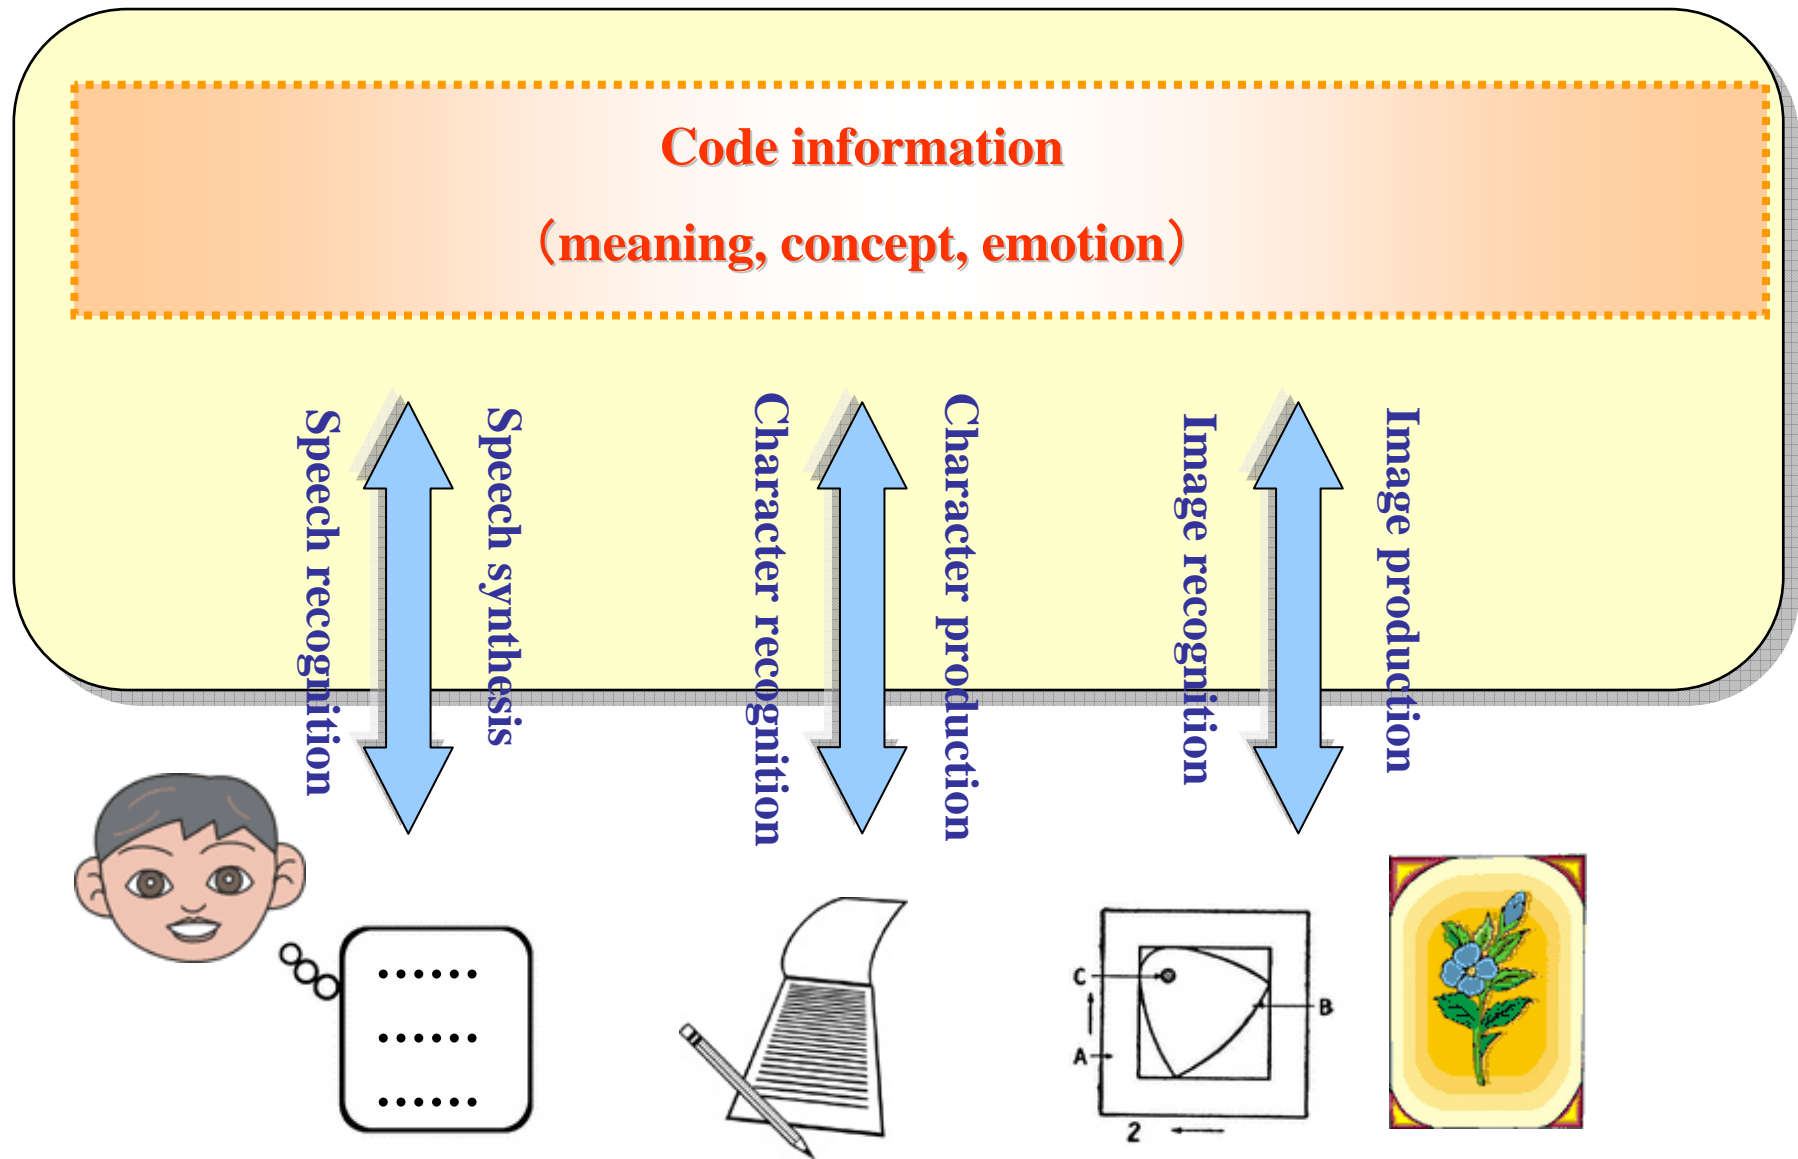 Code information
（meaning, concept, emotion）
Speech recognition
Speech synthesis
Character recognition
Character production
Image recognition
Image production
C
B
A
2